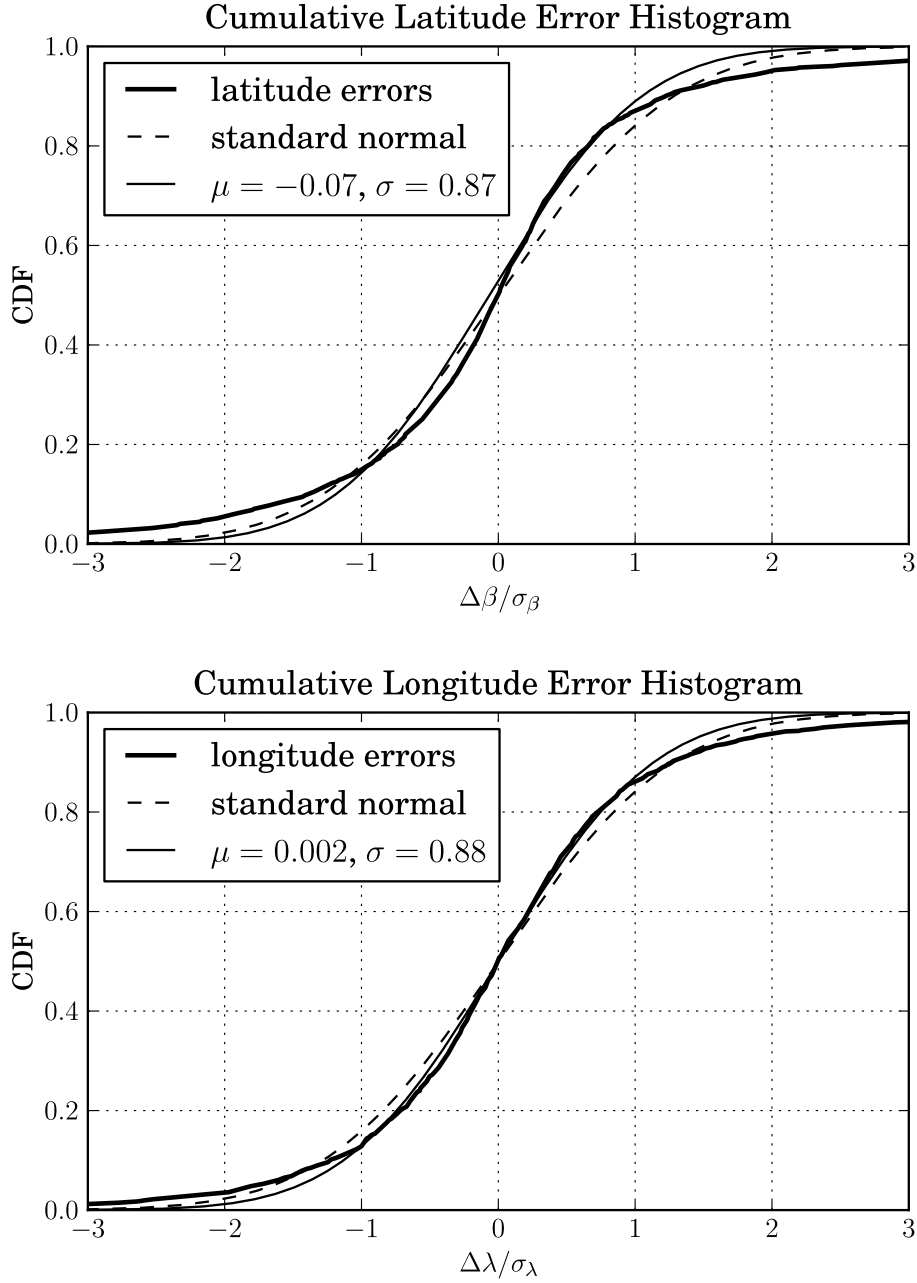 Cumulative Latitude Error Histogram
1.0
0.8
0.6
0.4
0.2
0.0
CDF
latitude errors
standard normal
μ = −0.07, σ = 0.87
−3 −2 −1 0 1 2 3
Δβ/σβ
Cumulative Longitude Error Histogram
1.0
0.8
0.6
0.4
0.2
0.0
CDF
longitude errors
standard normal
μ = 0.002, σ = 0.88
−3 −2 −1 0 1 2 3
Δλ/σλ